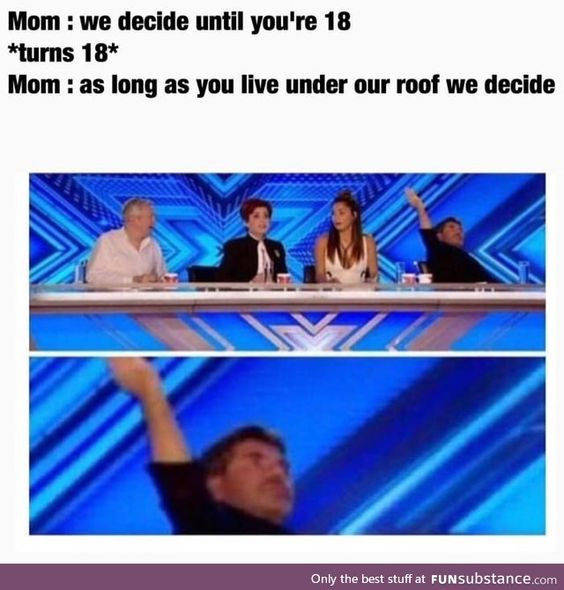 Mom : we decide until you're 18
*turns 18*
Mom : as long as you live under our roof we decide
Only the best stuff at FUNsubstance.com